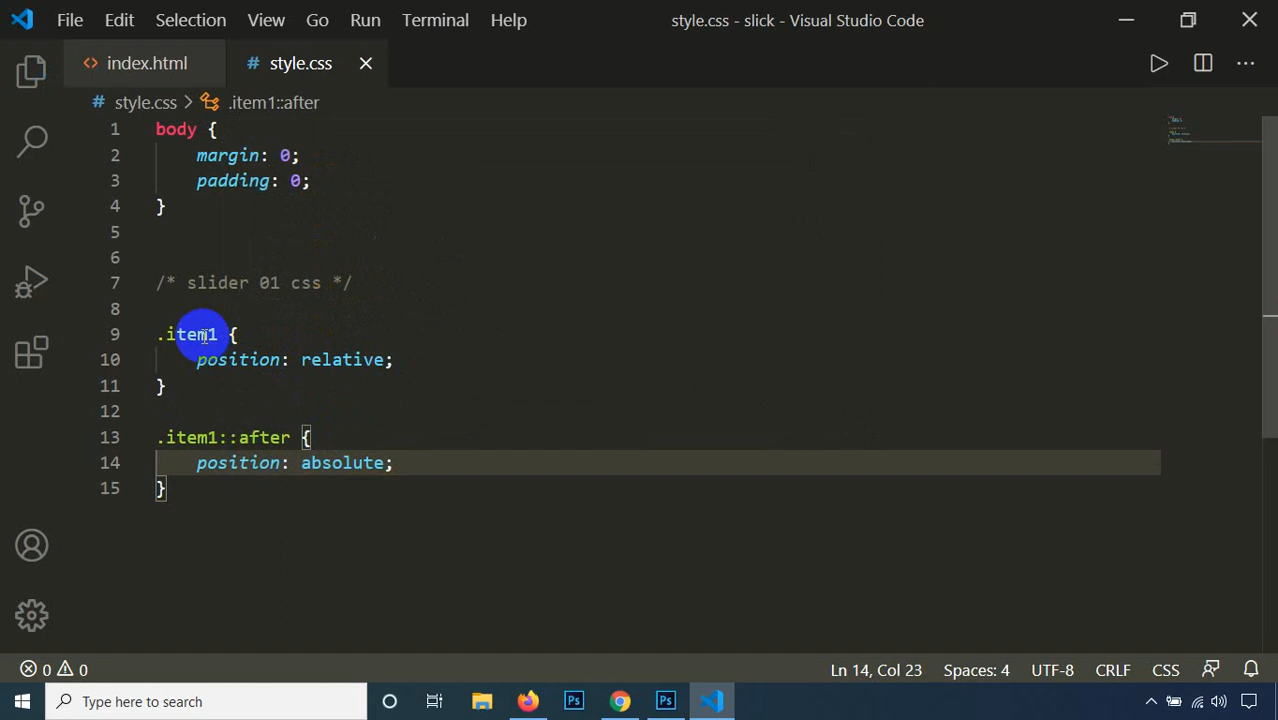 File Edit Selection View Go Run Terminal Help style.css - slick - Visual Studio Code
index.html # style.css
# style.css > .item1::after
1 body {
2 margin: 0;
3 padding: 0;
4 }
5
6
7 /* slider 01 css */
8
9 .item1 {
10 position: relative;
11 }
12
13 .item1::after {
14 position: absolute;
15 }
0 0 Ln 14, Col 23 Spaces: 4 UTF-8 CRLF CSS
Type here to search Ps Ps